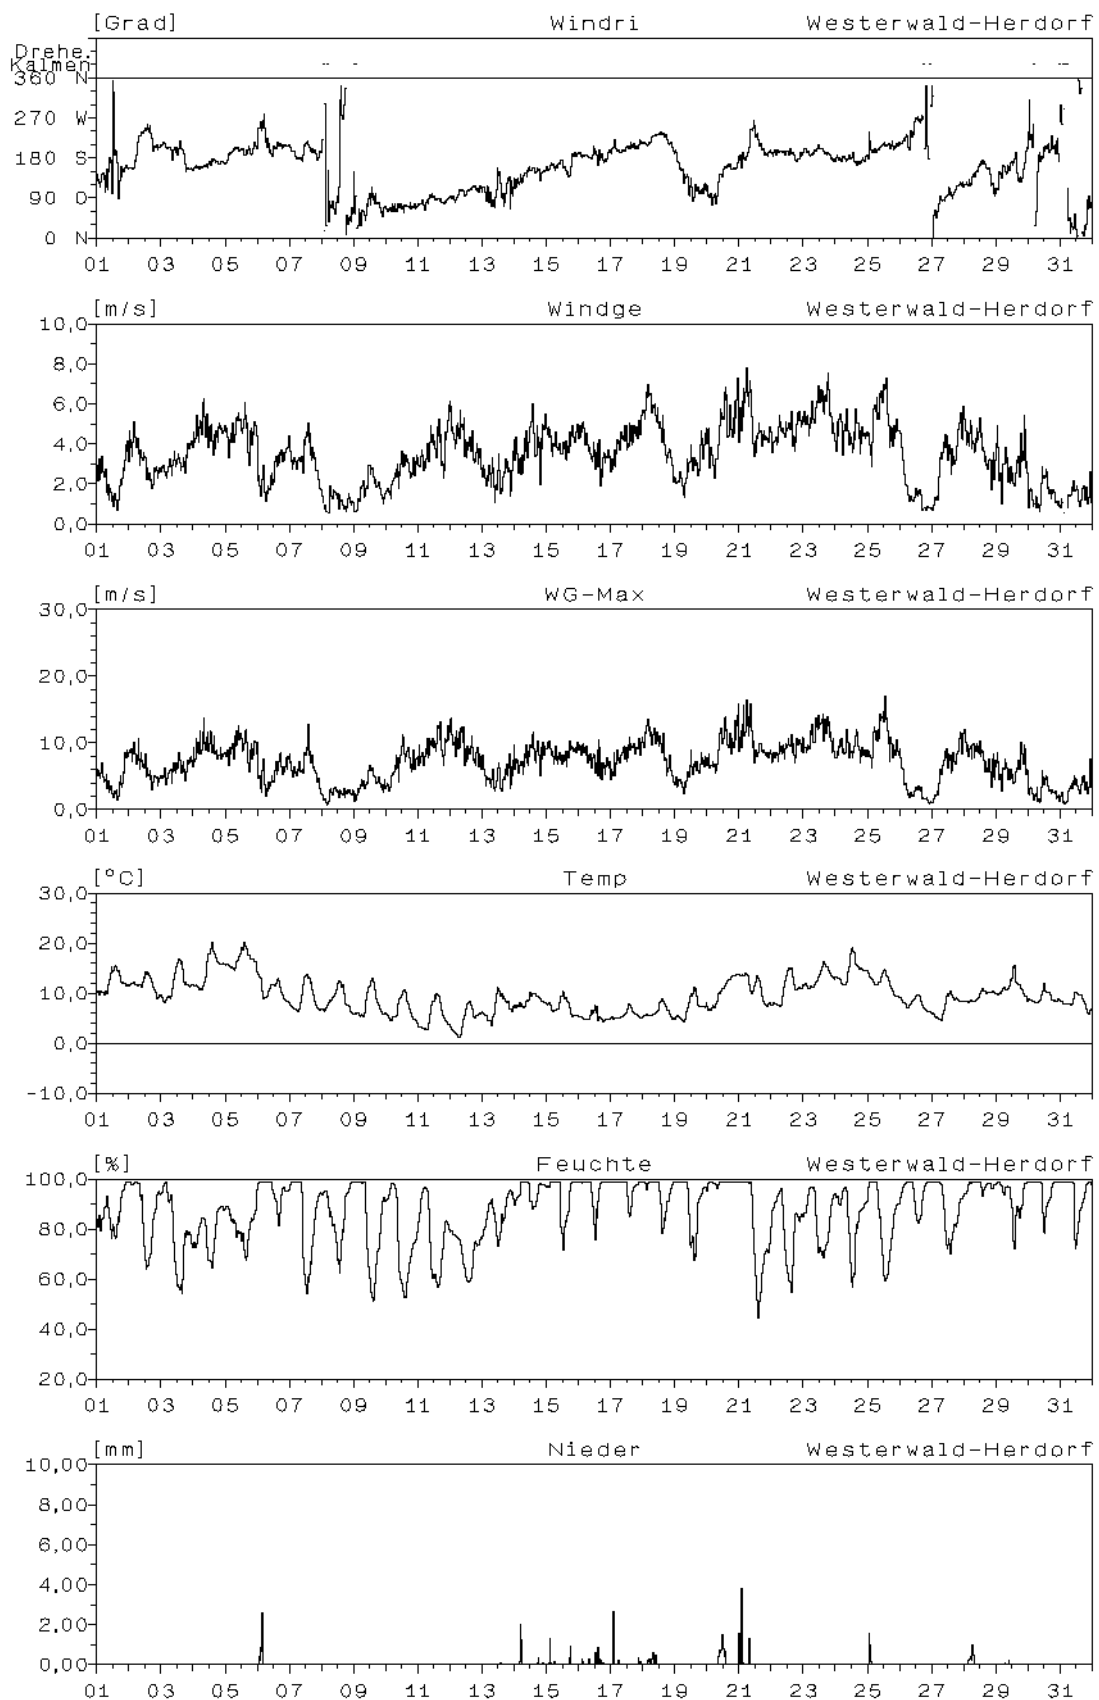 [Grad] Windri Westerwald-Herdorf
Drehe.
Kalmen
360 N
270 W
180 S
90 O
0 N
01 03 05 07 09 11 13 15 17 19 21 23 25 27 29 31
[m/s] Windge Westerwald-Herdorf
10,0
8,0
6,0
4,0
2,0
0,0
01 03 05 07 09 11 13 15 17 19 21 23 25 27 29 31
[m/s] WG-Max Westerwald-Herdorf
30,0
20,0
10,0
0,0
01 03 05 07 09 11 13 15 17 19 21 23 25 27 29 31
[°C] Temp Westerwald-Herdorf
30,0
20,0
10,0
0,0
-10,0
01 03 05 07 09 11 13 15 17 19 21 23 25 27 29 31
[%] Feuchte Westerwald-Herdorf
100,0
80,0
60,0
40,0
20,0
01 03 05 07 09 11 13 15 17 19 21 23 25 27 29 31
[mm] Nieder Westerwald-Herdorf
10,00
8,00
6,00
4,00
2,00
0,00
01 03 05 07 09 11 13 15 17 19 21 23 25 27 29 31